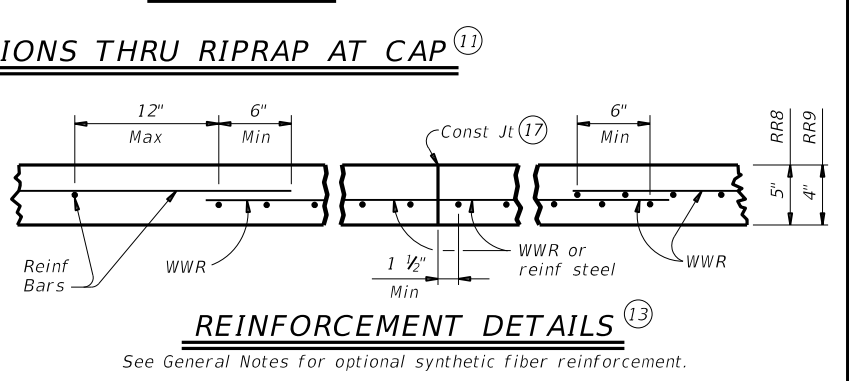 IONS THRU RIPRAP AT CAP 11
12" 6" 6"
Max Min Const Jt 17 Min
RR8 RR9
5" 4"
Reinf
Bars
WWR
1 ½"
Min
WWR or
reinf steel
WWR
REINFORCEMENT DETAILS 13
See General Notes for optional synthetic fiber reinforcement.